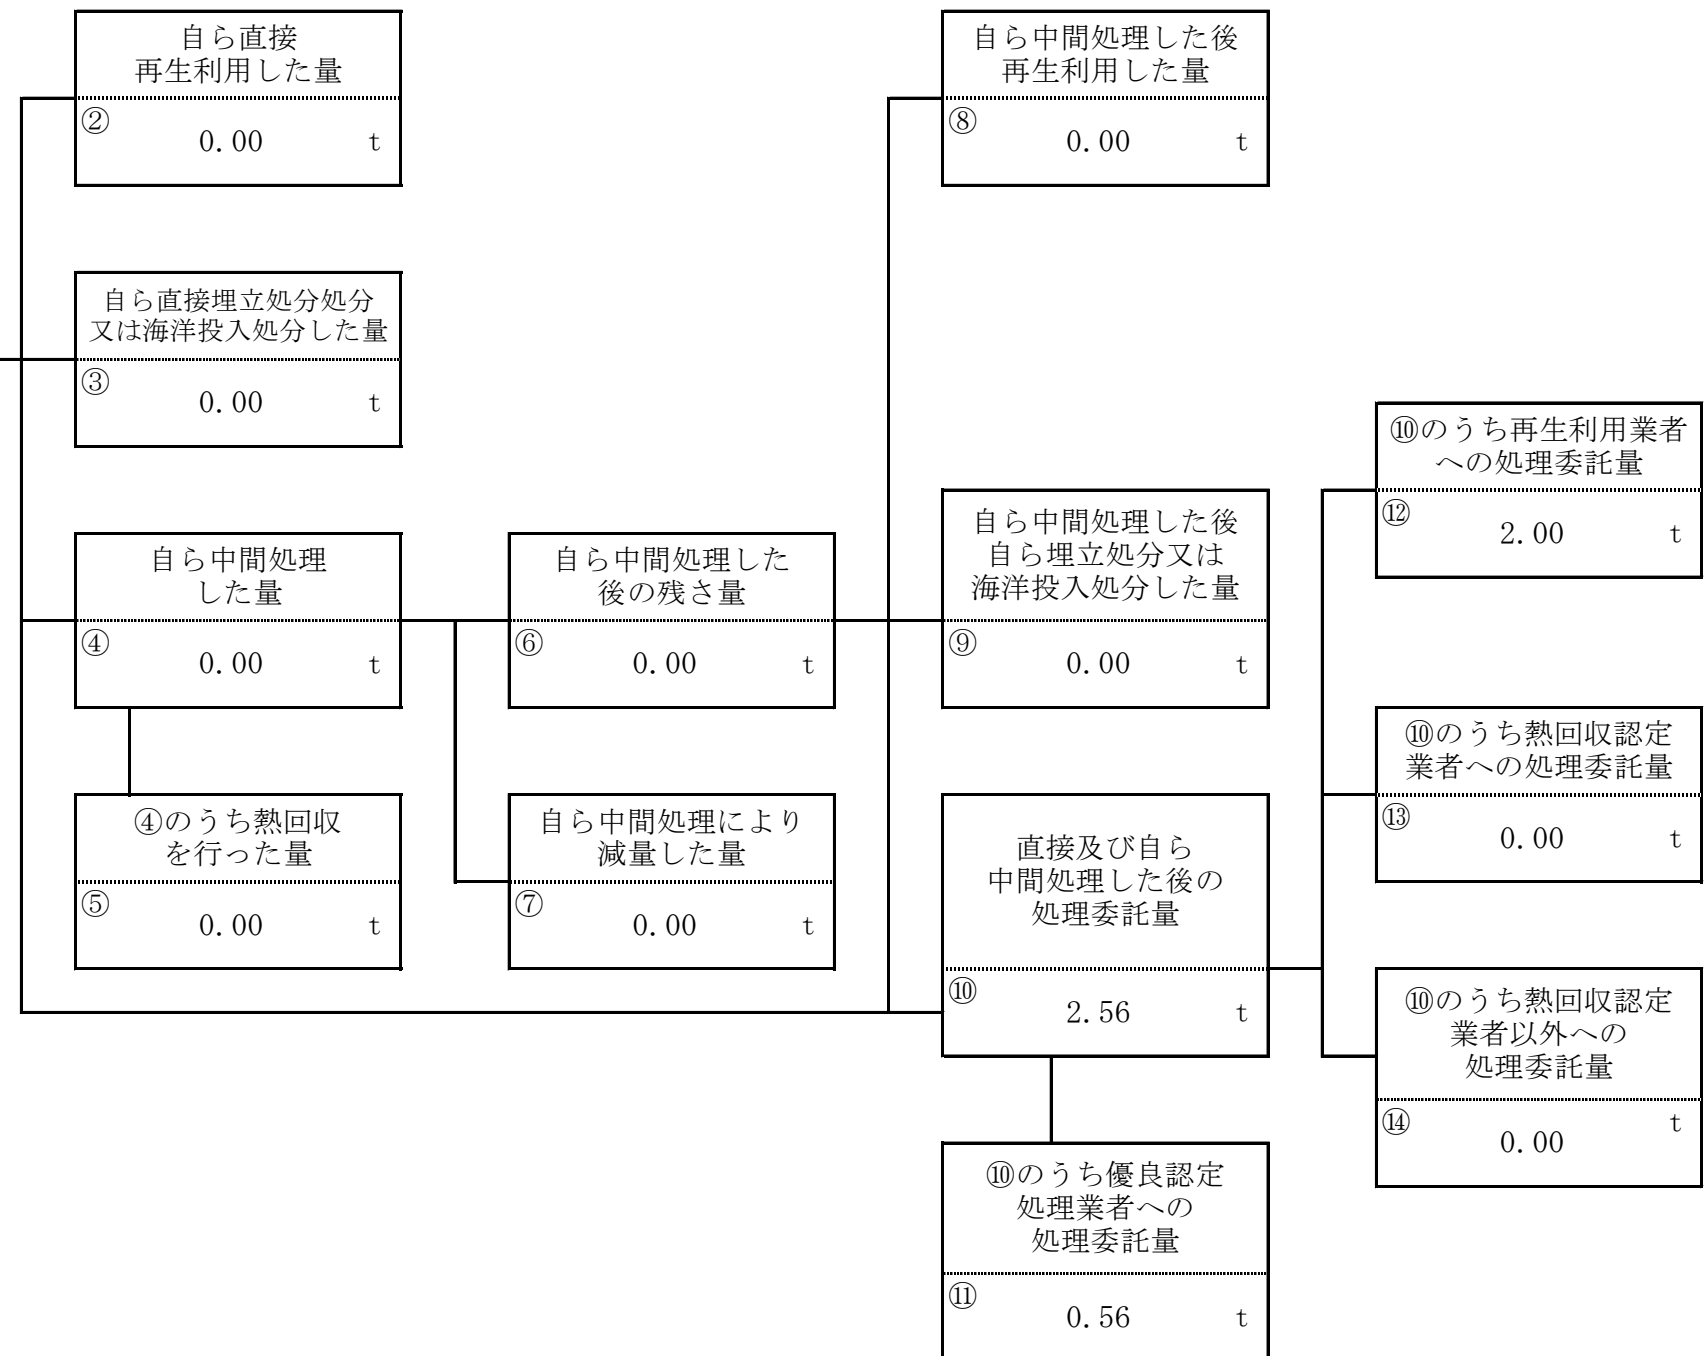 自ら直接
再生利用した量
②
0.00 t
自ら直接埋立処分処分
又は海洋投入処分した量
③
0.00 t
自ら中間処理
した量
④
0.00 t
④のうち熱回収
を行った量
⑤
0.00 t
自ら中間処理した
後の残さ量
⑥
0.00 t
自ら中間処理により
減量した量
⑦
0.00 t
自ら中間処理した後
再生利用した量
⑧
0.00 t
自ら中間処理した後
自ら埋立処分又は
海洋投入処分した量
⑨
0.00 t
直接及び自ら
中間処理した後の
処理委託量
⑩
2.56 t
⑩のうち優良認定
処理業者への
処理委託量
⑪
0.56 t
⑩のうち再生利用業者
への処理委託量
⑫
2.00 t
⑩のうち熱回収認定
業者への処理委託量
⑬
0.00 t
⑩のうち熱回収認定
業者以外への
処理委託量
⑭
0.00 t